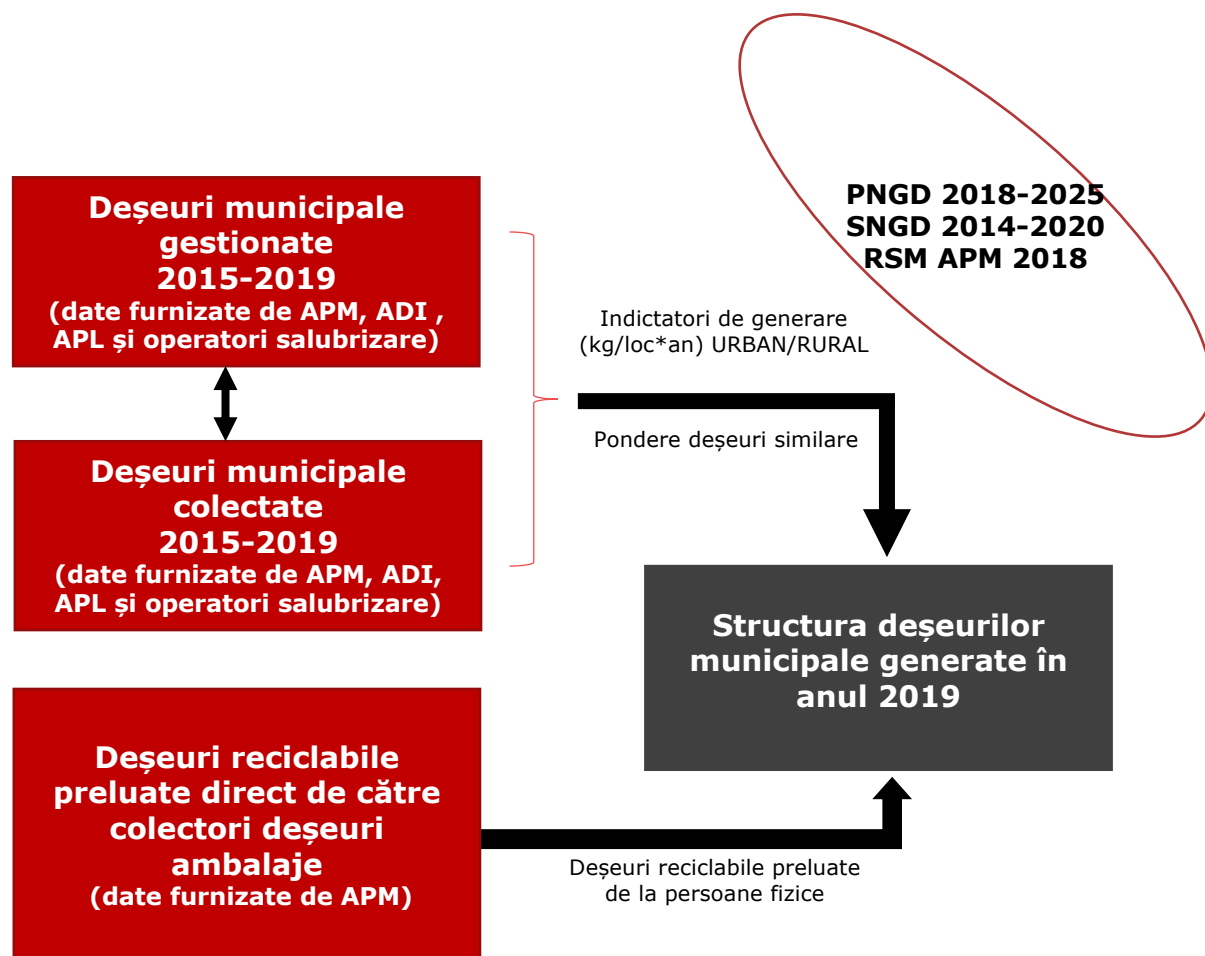 PNGD 2018-2025
SNGD 2014-2020
RSM APM 2018
Deșeuri municipale
gestionate
2015-2019
(date furnizate de APM, ADI ,
APL și operatori salubrizare)
Indictatori de generare
(kg/loc*an) URBAN/RURAL
Pondere deșeuri similare
Deșeuri municipale
colectate
2015-2019
(date furnizate de APM, ADI,
APL și operatori salubrizare)
Structura deșeurilor
municipale generate în
anul 2019
Deșeuri reciclabile
preluate direct de către
colectori deșeuri
ambalaje
(date furnizate de APM)
Deșeuri reciclabile preluate
de la persoane fizice